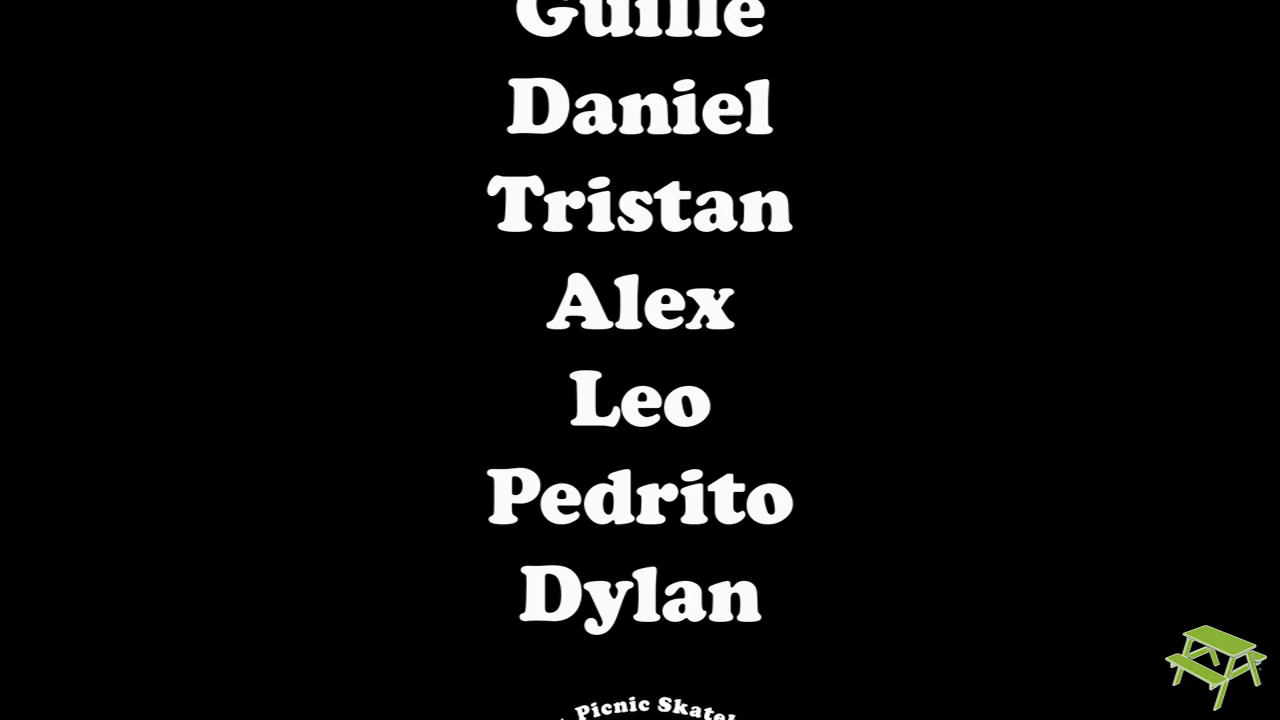 Guille
Daniel
Tristan
Alex
Leo
Pedrito
Dylan
Picnic